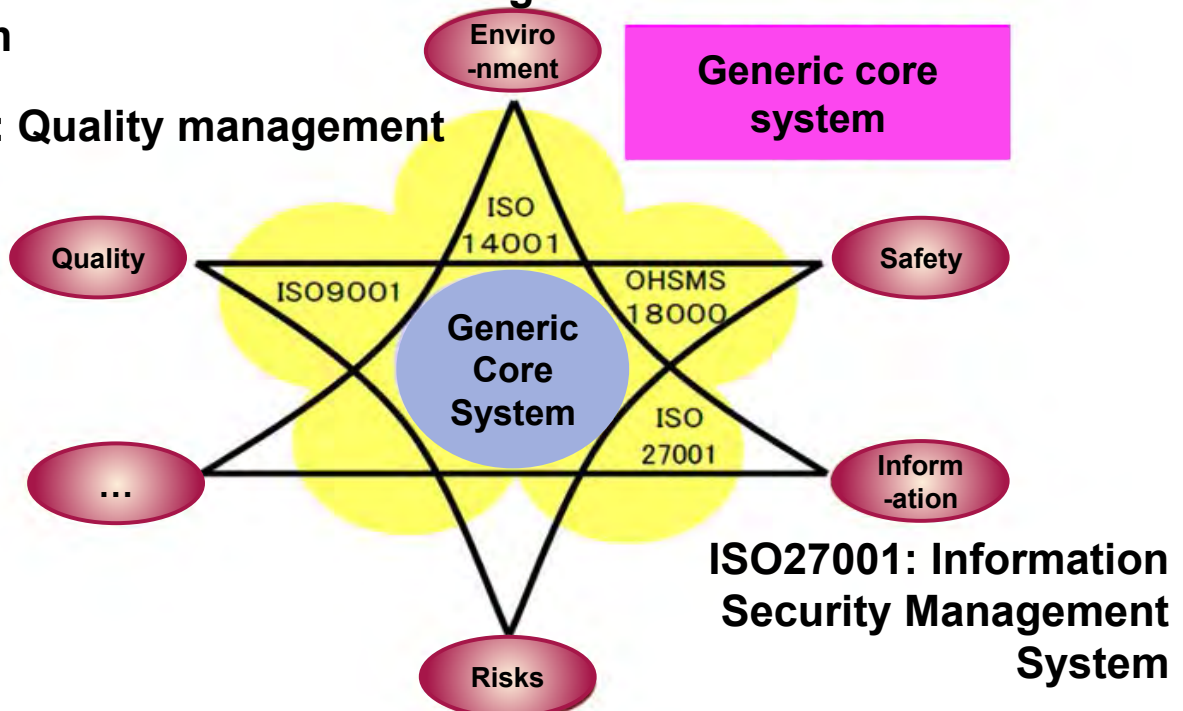 Enviro
-nment
Generic core
system
: Quality management
ISO
14001
Quality
Safety
ISO9001
OHSMS
18000
Generic
Core
System
ISO
27001
...
Inform
-ation
ISO27001: Information
Security Management
System
Risks